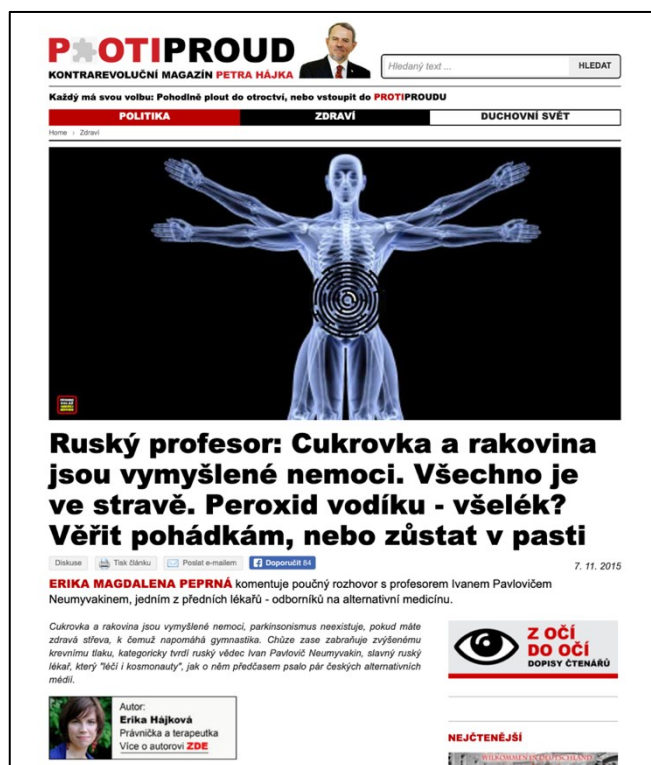 P OTIPROUD
KONTRAREVOLUČNÍ MAGAZÍN PETRA HÁJKA
Hledaný text ...
HLEDAT
Každý má svou volbu: Pohodlně plout do otroctví, nebo vstoupit do PROTIPROUDU
POLITIKA
ZDRAVÍ
DUCHOVNÍ SVĚT
Home › Zdraví
Ruský profesor: Cukrovka a rakovina
jsou vymyšlené nemoci. Všechno je
ve stravě. Peroxid vodíku - všelék?
Věřit pohádkám, nebo zůstat v pasti
Diskuse
Tisk článku
Poslat e-mailem
Doporučit 84
7. 11. 2015
ERIKA MAGDALENA PEPRNÁ komentuje poučný rozhovor s profesorem Ivanem Pavlovičem
Neumyvakinem, jedním z předních lékařů - odborníků na alternativní medicínu.
Cukrovka a rakovina jsou vymyšlené nemoci, parkinsonismus neexistuje, pokud máte
zdravá střeva, k čemuž napomáhá gymnastika. Chůze zase zabraňuje zvýšenému
krevnímu tlaku, kategoricky tvrdí ruský vědec Ivan Pavlovič Neumyvakin, slavný ruský
lékař, který "léčí i kosmonauty", jak o něm předčasem psalo pár českých alternativních
médií.
Z OČÍ
DO OČÍ
DOPISY ČTENÁŘŮ
Autor:
Erika Hájková
Právnička a terapeutka
Více o autorovi ZDE
NEJČTENĚJŠÍ
WILKOMMEN IN DEUTSCHLAND